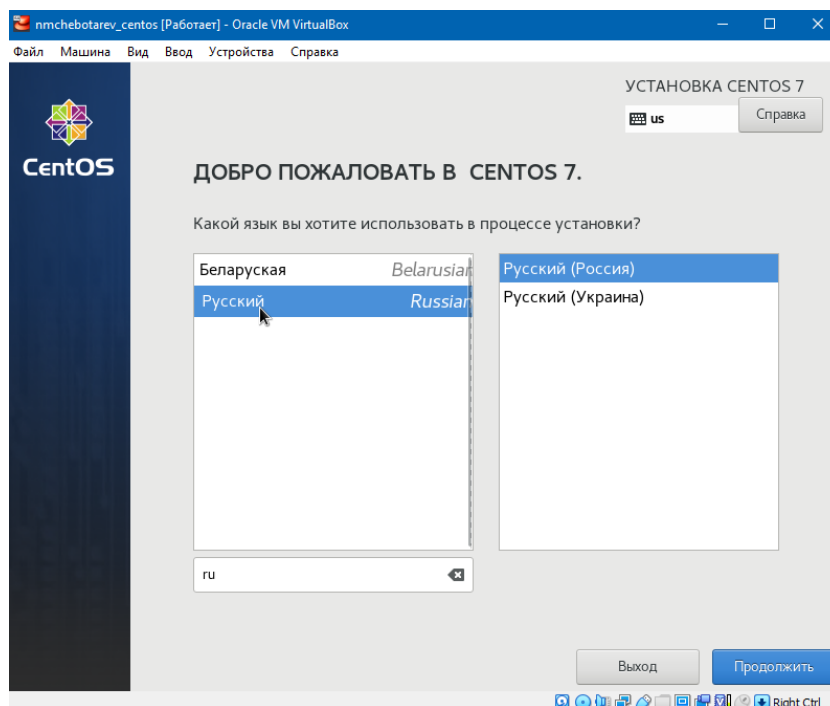 nmchebotarev_centos [Работает] - Oracle VM VirtualBox
Файл Машина Вид Ввод Устройства Справка
УСТАНОВКА CENTOS 7
us Справка
CentOS
ДОБРО ПОЖАЛОВАТЬ В CENTOS 7.
Какой язык вы хотите использовать в процессе установки?
Беларуская Belarusian
Русский Russian
Русский (Россия)
Русский (Украина)
ru
Выход Продолжить
Right Ctrl